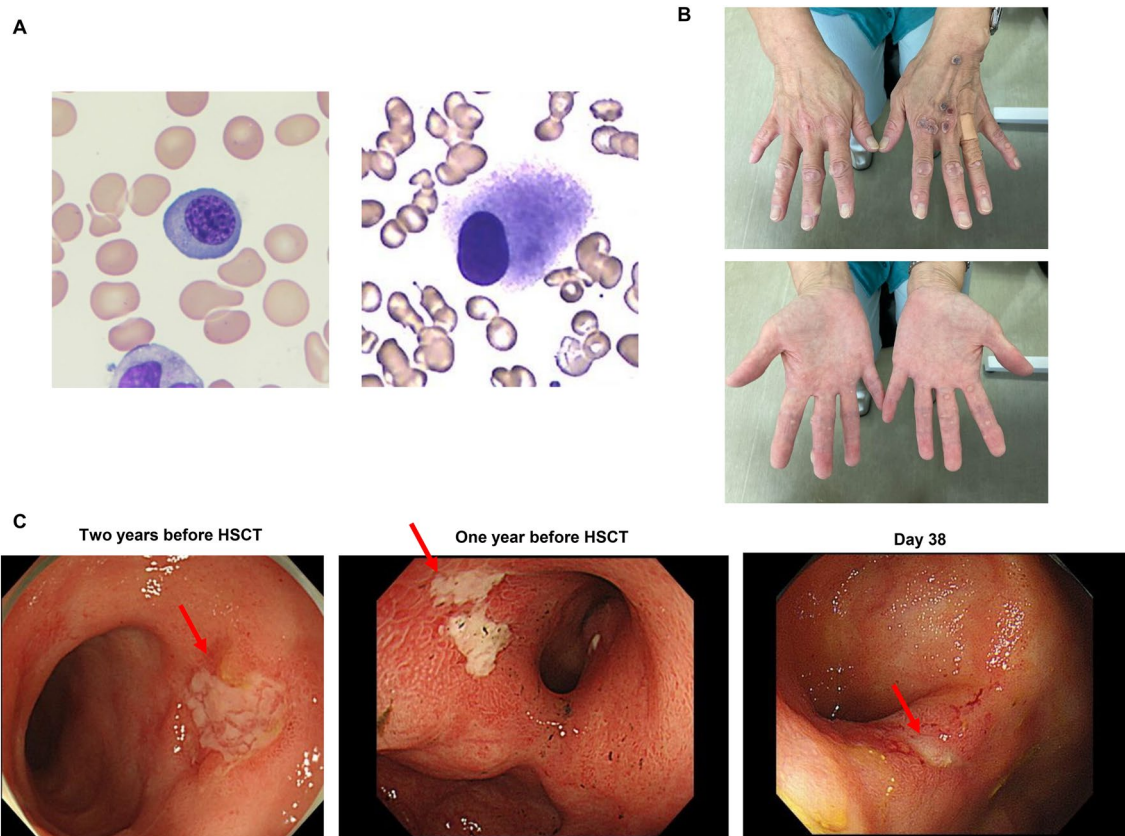 A
B
C
Two years before HSCT
One year before HSCT
Day 38